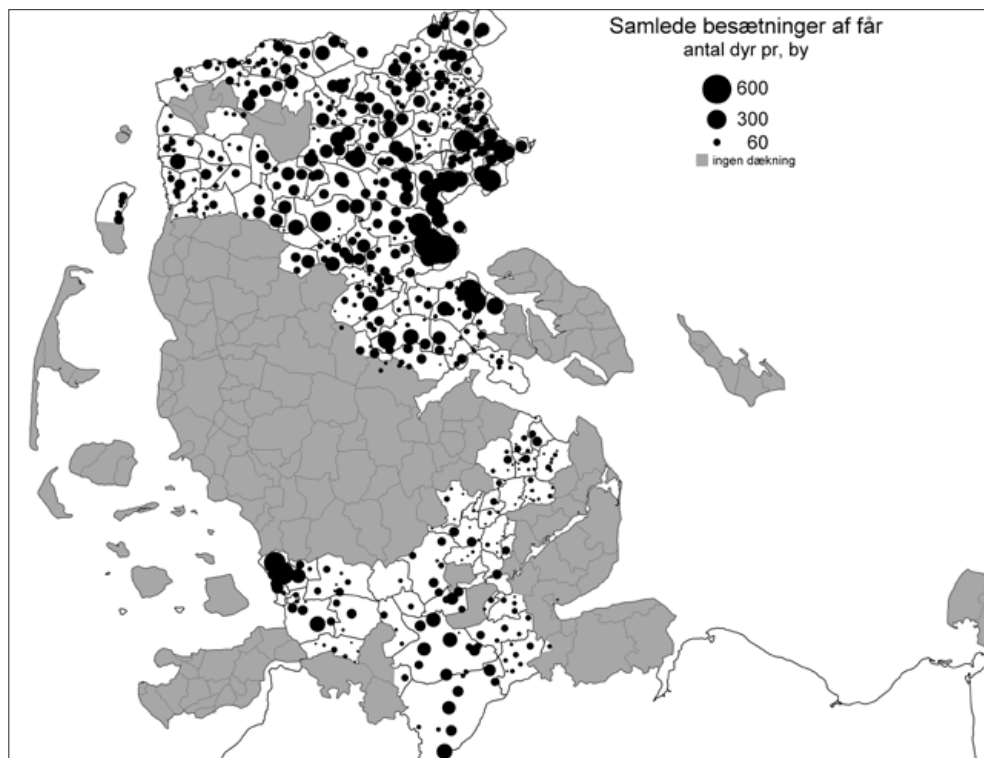 Samlede besætninger af får
antal dyr pr, by
600
300
60
ingen dækning